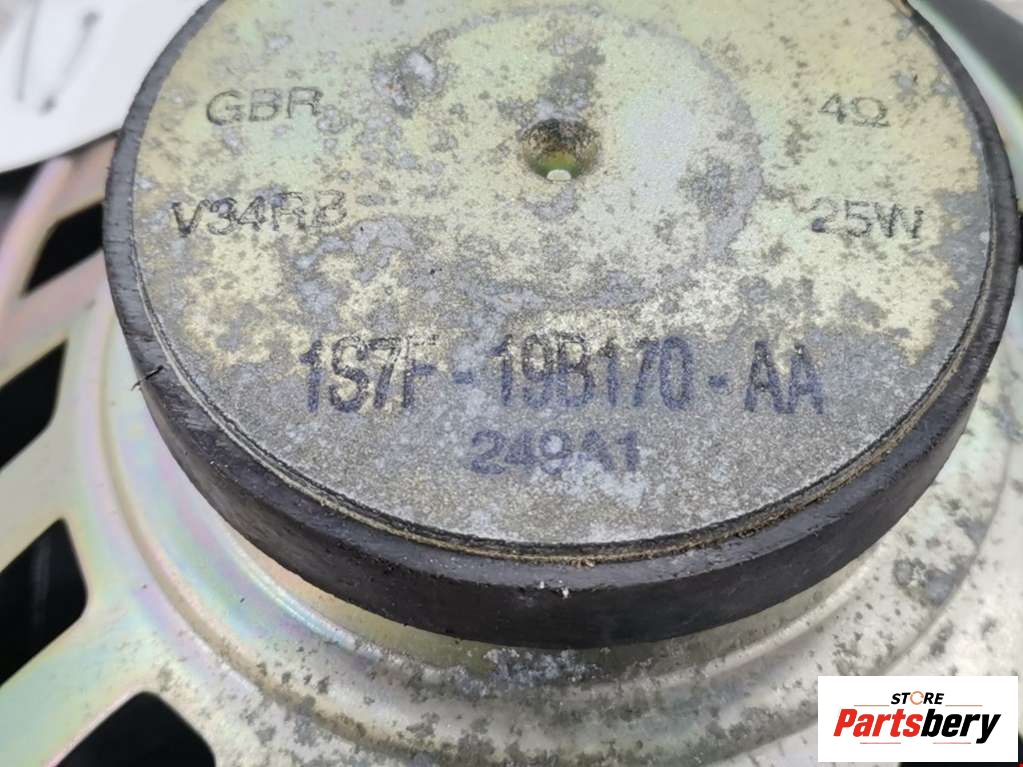 GBR 4Ω
V34RB 25W
1S7F-19B170-AA
249A1
STORE
Partsbery